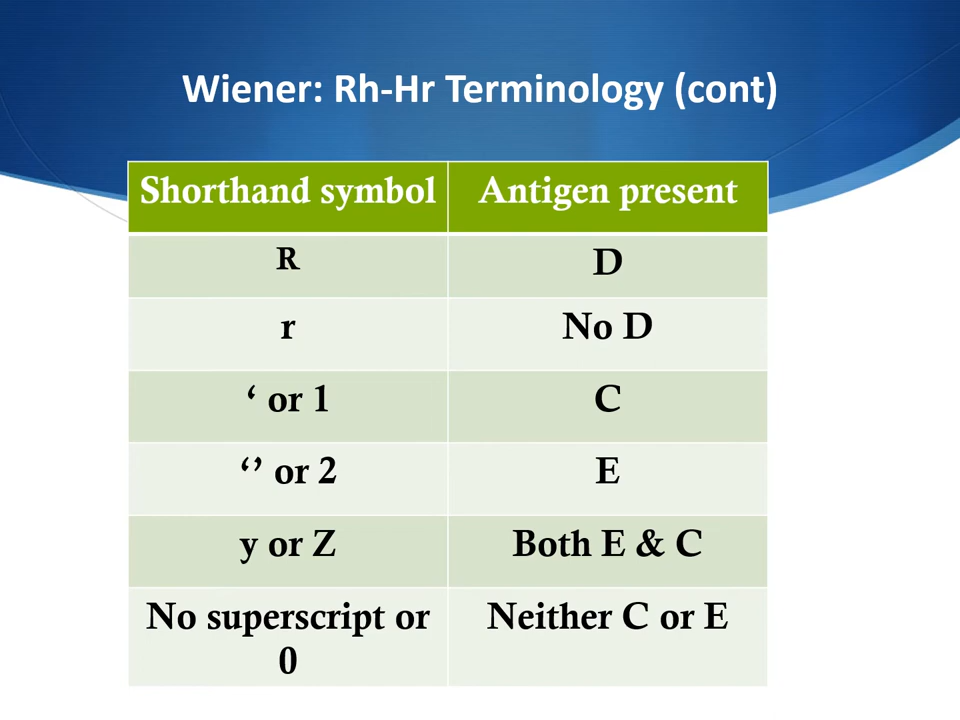 Wiener: Rh-Hr Terminology (cont)
Shorthand symbol
Antigen present
R
D
r
No D
‘ or 1
C
‘’ or 2
E
y or Z
Both E & C
No superscript or
0
Neither C or E